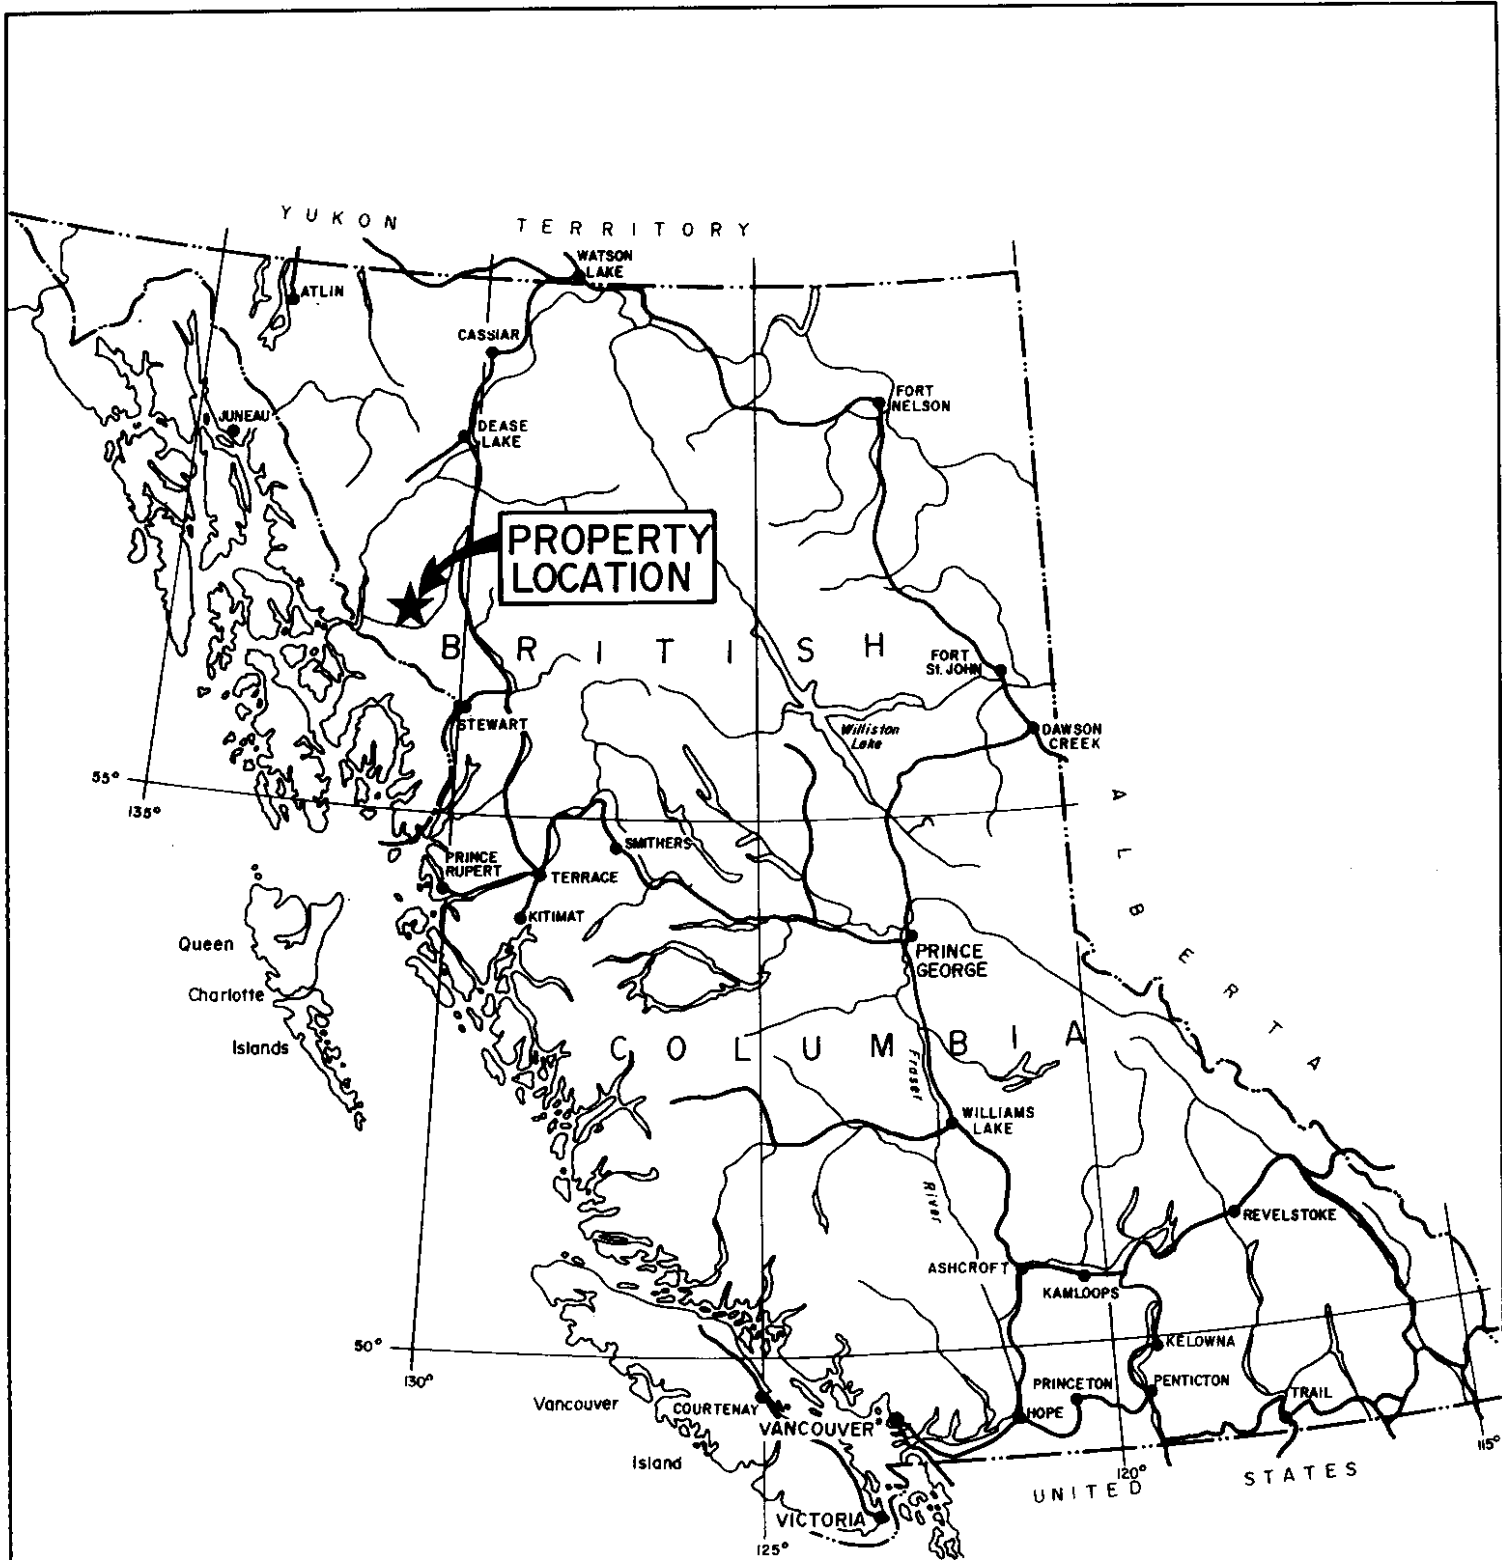 YUKON TERRITORY
WATSON
LAKE
ATLIN
CASSIAR
FORT
NELSON
JUNEAU
DEASE
LAKE
PROPERTY
LOCATION
BRITISH
FORT
St. JOHN
STEWART
Williston
Lake
DAWSON
CREEK
55°
135°
ALBERTA
SMITHERS
PRINCE
RUPERT
TERRACE
KITIMAT
Queen
Charlotte
Islands
PRINCE
GEORGE
COLUMBIA
Fraser
River
WILLIAMS
LAKE
REVELSTOKE
ASHCROFT
KAMLOOPS
50°
130°
KELOWNA
PRINCETON
PENTICTON
TRAIL
Vancouver
Island
COURTENAY
VANCOUVER
HOPE
115°
120°
UNITED STATES
VICTORIA
125°